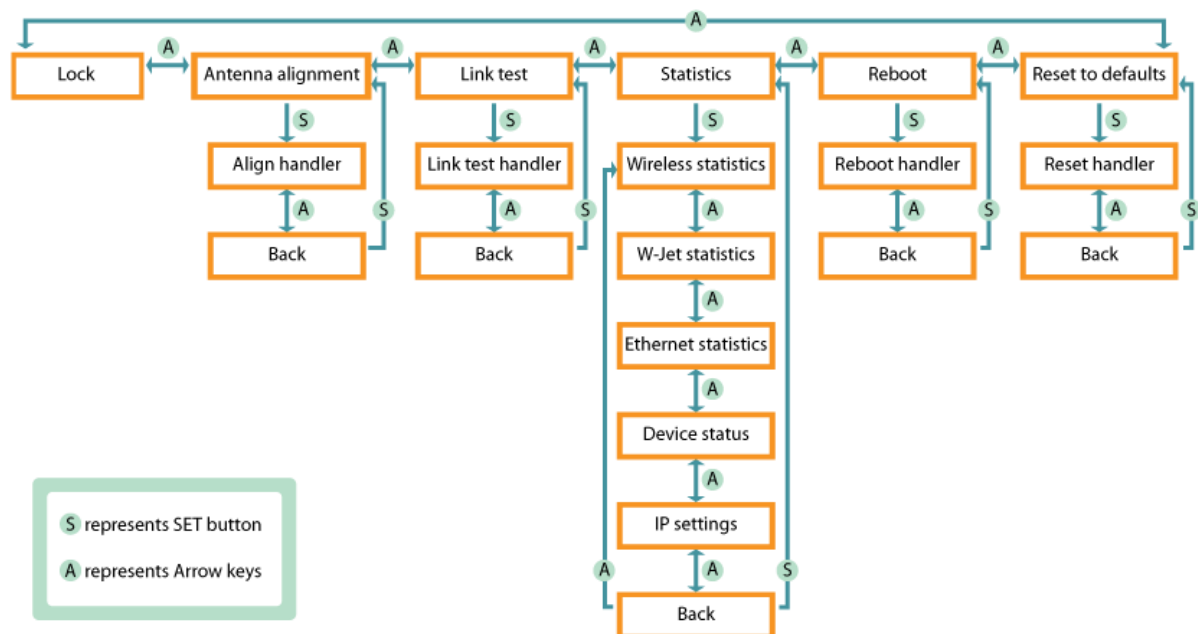 A
Lock
A
Antenna alignment
A
Link test
A
Statistics
A
Reboot
A
Reset to defaults
S
S
S
S
S
Align handler
Link test handler
Wireless statistics
Reboot handler
Reset handler
A
S
A
S
A
A
S
A
S
Back
Back
W-Jet statistics
Back
Back
A
Ethernet statistics
A
Device status
A
S represents SET button
IP settings
A represents Arrow keys
A
A
S
Back